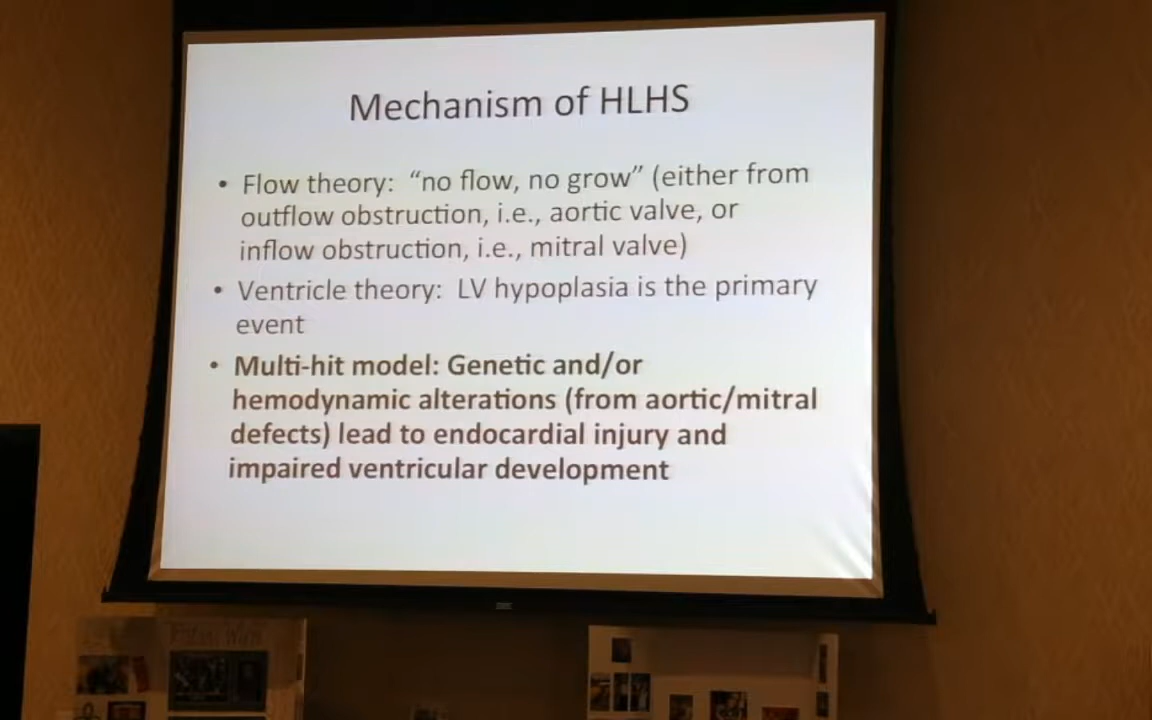 Mechanism of HLHS
• Flow theory: “no flow, no grow” (either from
outflow obstruction, i.e., aortic valve, or
inflow obstruction, i.e., mitral valve)
• Ventricle theory: LV hypoplasia is the primary
event
• Multi-hit model: Genetic and/or
hemodynamic alterations (from aortic/mitral
defects) lead to endocardial injury and
impaired ventricular development